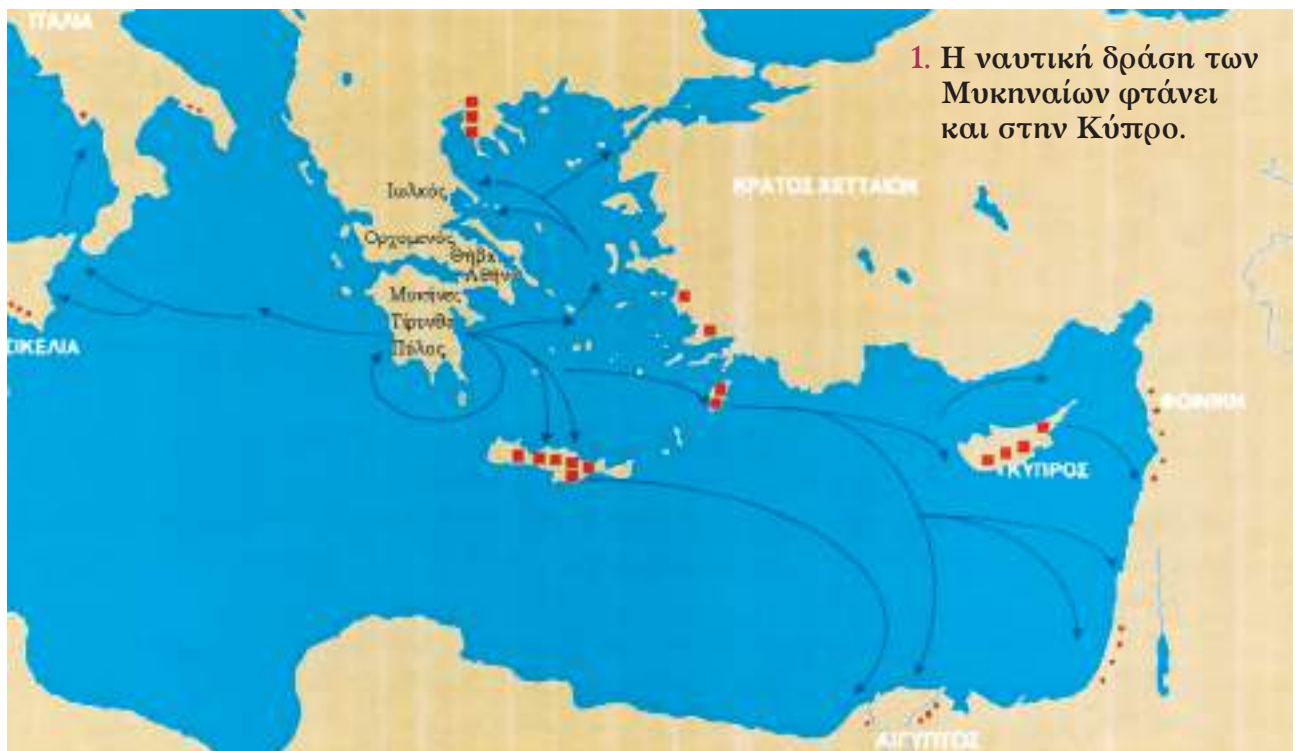 ΙΤΑΛΙΑ
1. Η ναυτική δράση των
Μυκηναίων φτάνει
και στην Κύπρο.
ΚΡΑΤΟΣ ΧΕΤΤΑΙΩΝ
Ιωλκός
Ορχομενός
Θήβα
Αθήνα
Μυκήνες
Τίρυνθα
Πύλος
ΣΙΚΕΛΙΑ
ΦΟΙΝΙΚΗ
ΚΥΠΡΟΣ
ΑΙΓΥΠΤΟΣ